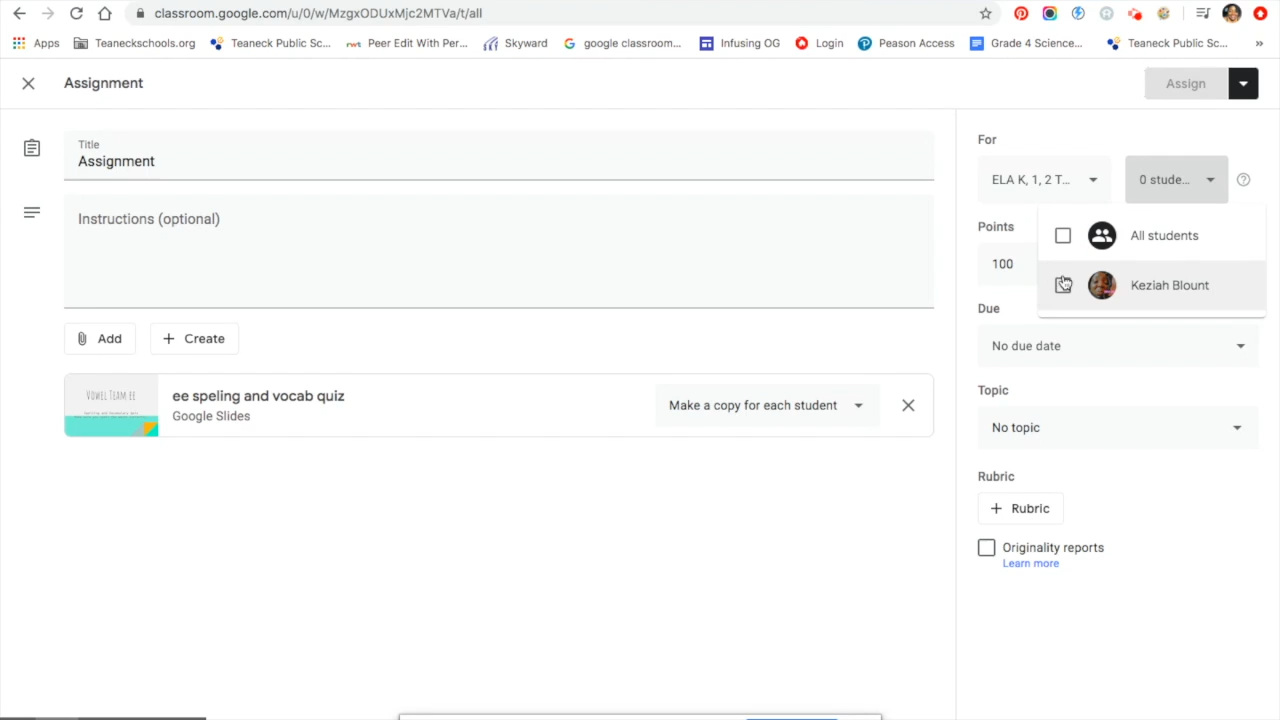 classroom.google.com/u/0/w/MzgxODUxMjc2MTVa/t/all
Apps Teaneckschools.org Teaneck Public Sc... rwt Peer Edit With Per... Skyward google classroom... Infusing OG Login Peason Access Grade 4 Science... Teaneck Public Sc... »
Assignment
Assign
Title
Assignment
Instructions (optional)
Add
Create
VOWEL TEAM EE
ee speling and vocab quiz
Google Slides
Make a copy for each student
For
ELA K, 1, 2 T...
0 stude...
Points
All students
100
Keziah Blount
Due
No due date
Topic
No topic
Rubric
+ Rubric
Originality reports
Learn more